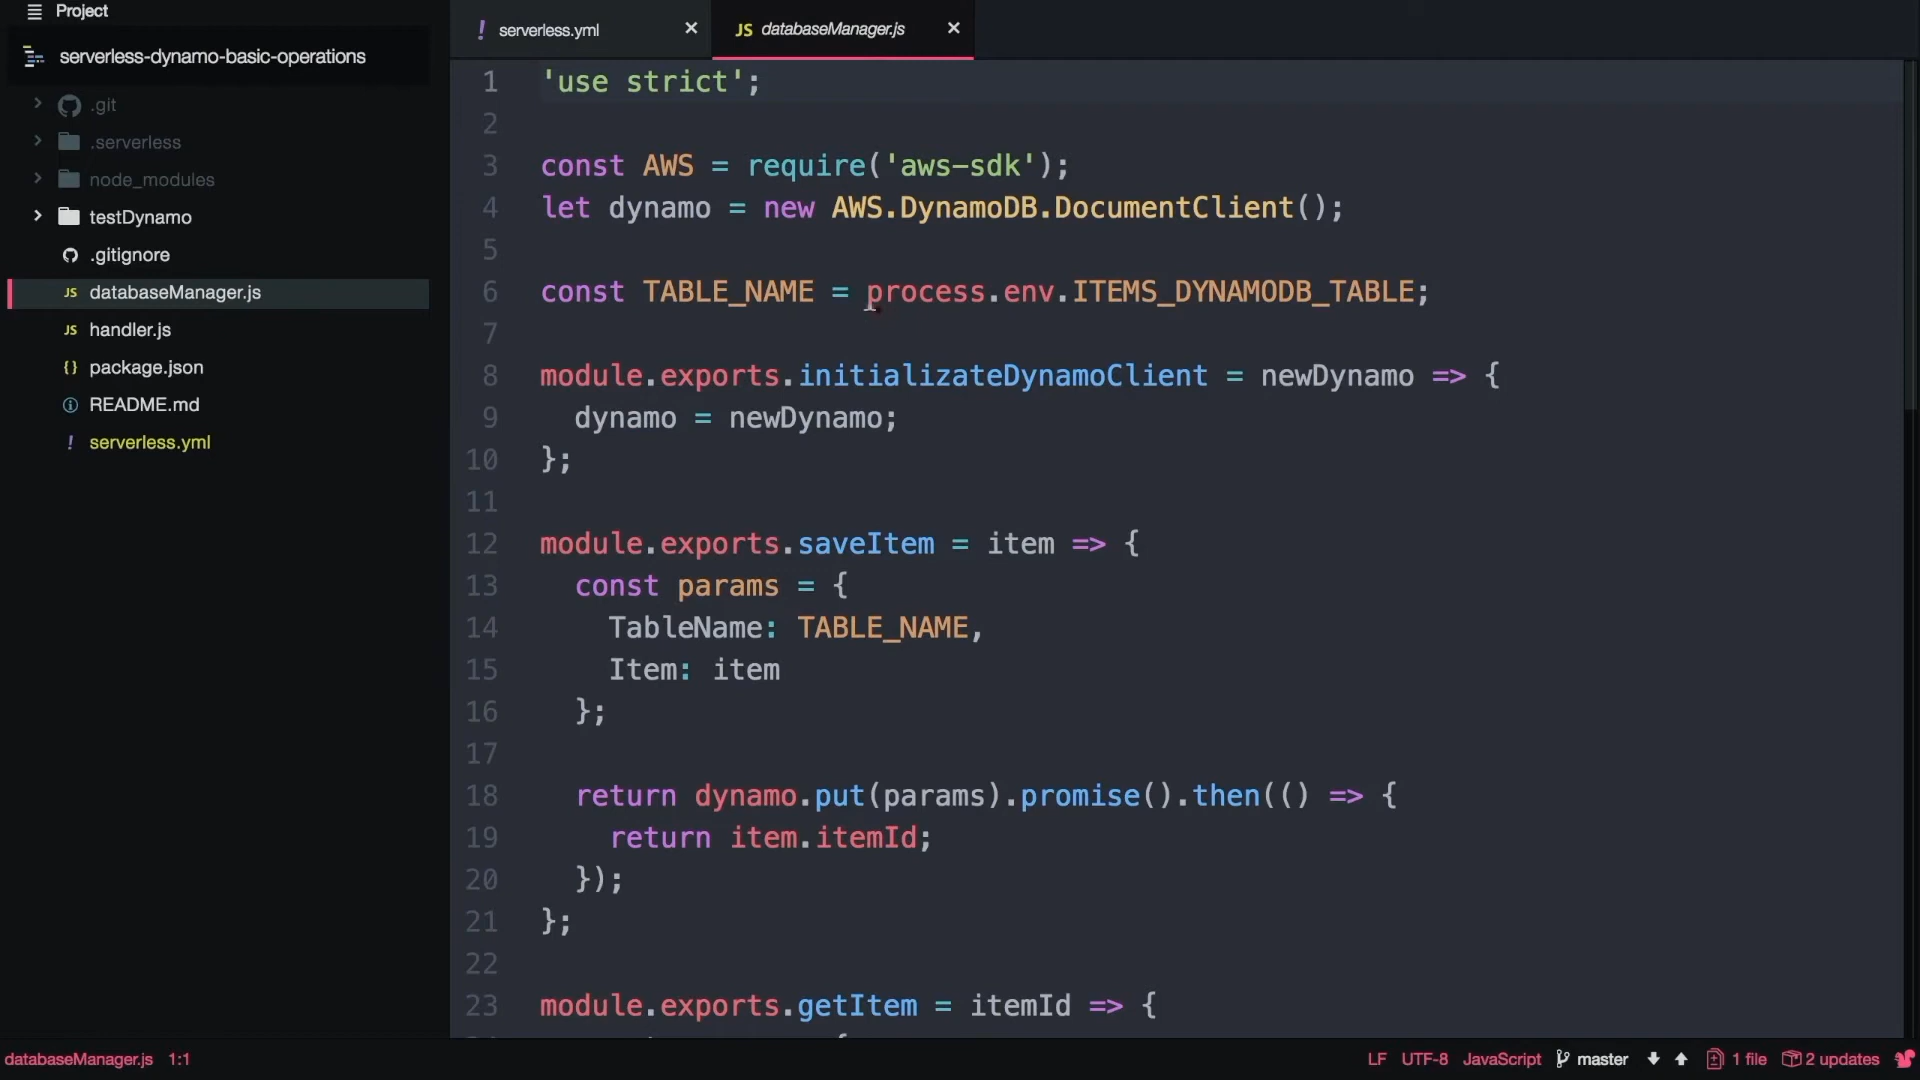 Project
serverless-dynamo-basic-operations
.git
.serverless
node_modules
testDynamo
.gitignore
JS databaseManager.js
JS handler.js
{} package.json
README.md
! serverless.yml
! serverless.yml ×
JS databaseManager.js ×
1 'use strict';
2
3 const AWS = require('aws-sdk');
4 let dynamo = new AWS.DynamoDB.DocumentClient();
5
6 const TABLE_NAME = process.env.ITEMS_DYNAMODB_TABLE;
7
8 module.exports.initializateDynamoClient = newDynamo => {
9   dynamo = newDynamo;
10 };
11
12 module.exports.saveItem = item => {
13   const params = {
14     TableName: TABLE_NAME,
15     Item: item
16   };
17
18   return dynamo.put(params).promise().then(() => {
19     return item.itemId;
20   });
21 };
22
23 module.exports.getItem = itemId => {
databaseManager.js 1:1
LF UTF-8 JavaScript master 1 file 2 updates